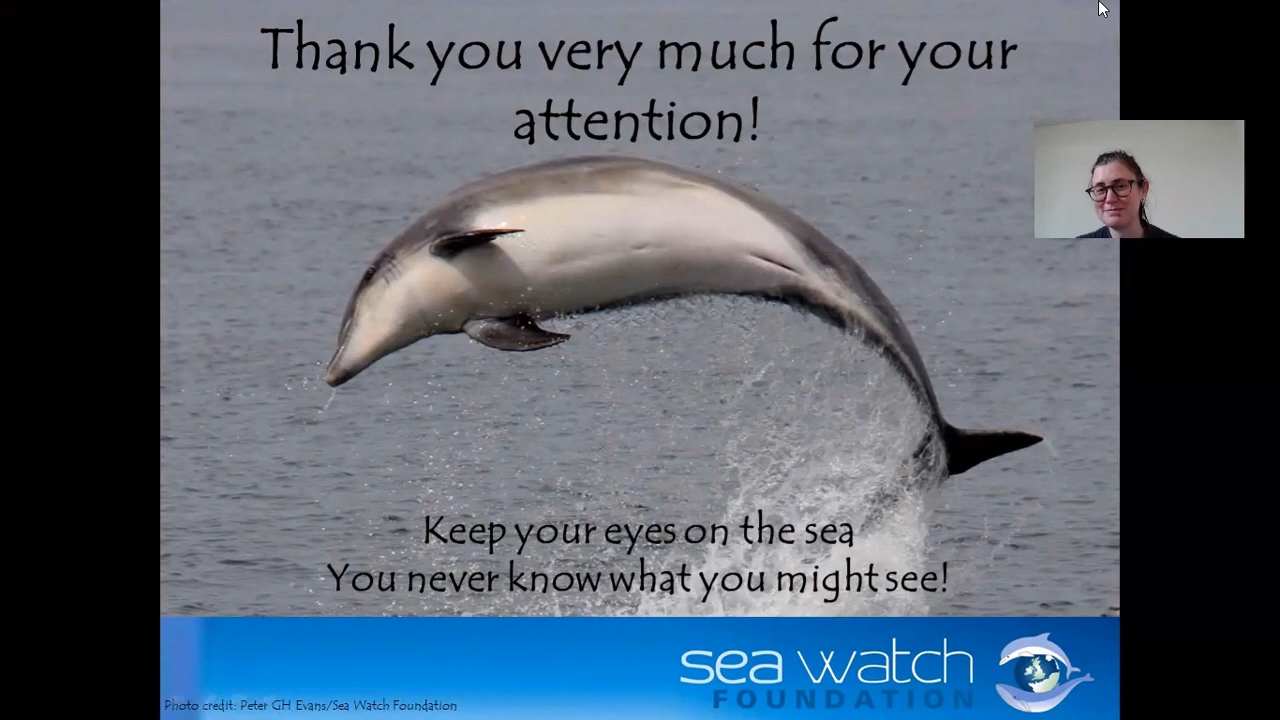 Thank you very much for your
attention!
Keep your eyes on the sea
You never know what you might see!
sea watch
FOUNDATION
Photo credit: Peter GH Evans/Sea Watch Foundation